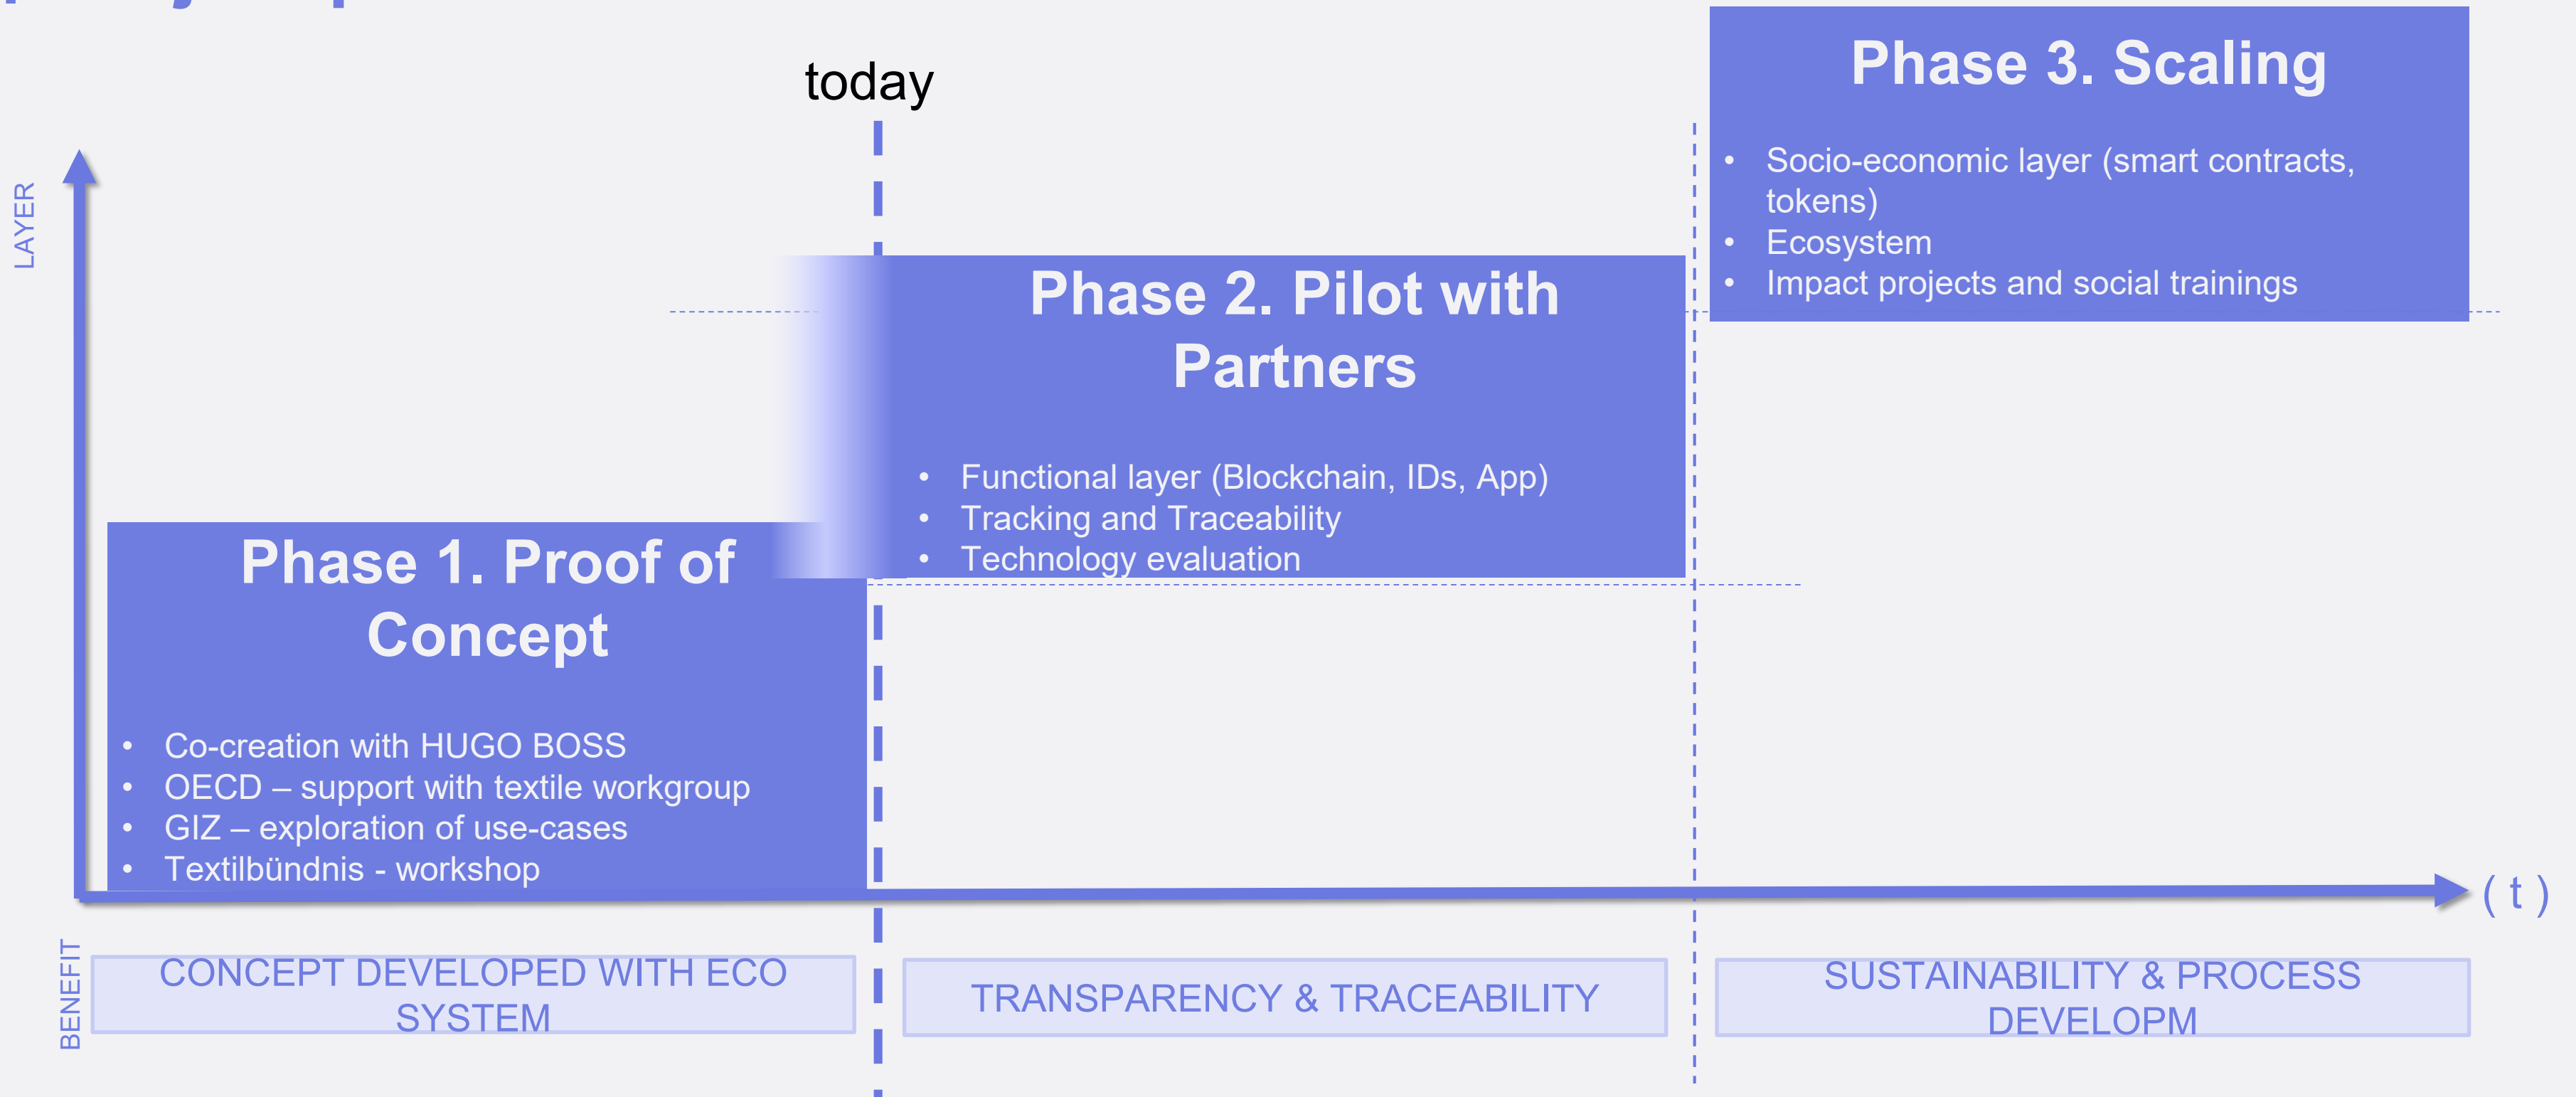 today
LAYER
Phase 1. Proof of
Concept
• Co-creation with HUGO BOSS
• OECD – support with textile workgroup
• GIZ – exploration of use-cases
• Textilbündnis - workshop
Phase 2. Pilot with
Partners
• Functional layer (Blockchain, IDs, App)
• Tracking and Traceability
• Technology evaluation
Phase 3. Scaling
• Socio-economic layer (smart contracts,
tokens)
• Ecosystem
• Impact projects and social trainings
( t )
BENEFIT
CONCEPT DEVELOPED WITH ECO
SYSTEM
TRANSPARENCY & TRACEABILITY
SUSTAINABILITY & PROCESS
DEVELOPM